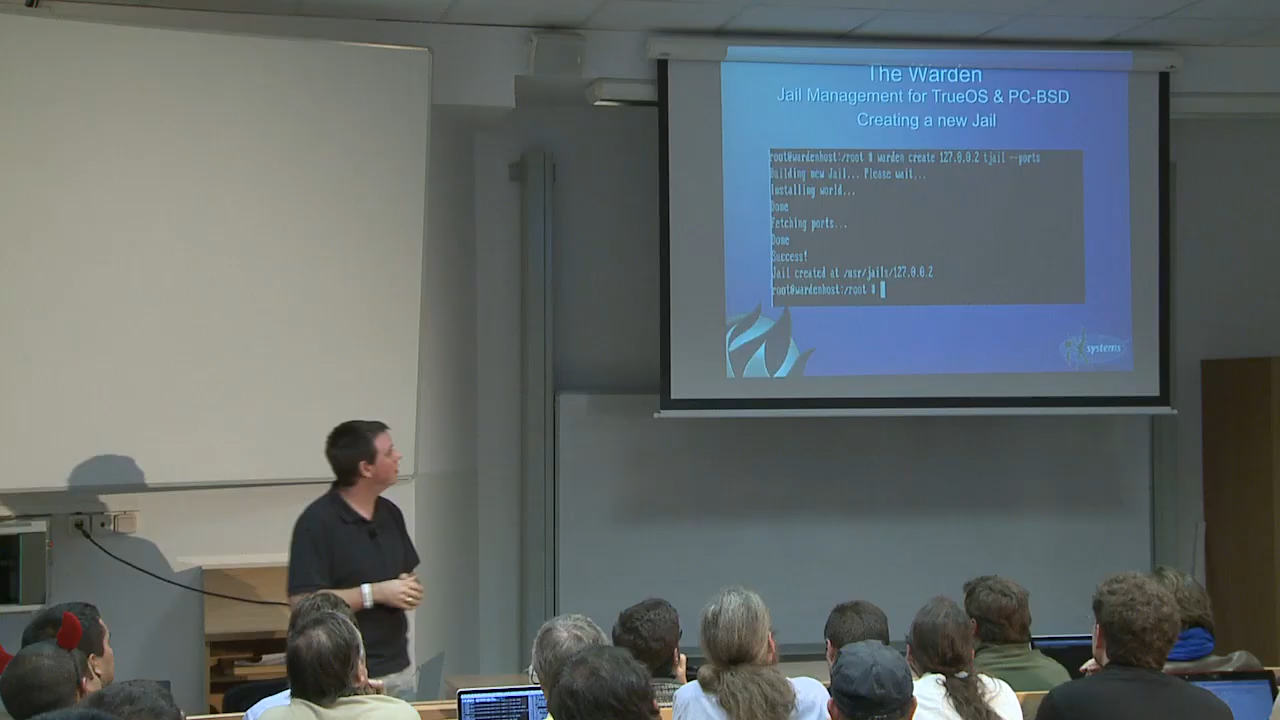 The Warden
Jail Management for TrueOS & PC-BSD
Creating a new Jail
root@wardenhost:/root # warden create 127.0.0.2 tjail --ports
Building new Jail... Please wait...
Installing world...
Done
Fetching ports...
Done
Success!
Jail created at /usr/jails/127.0.0.2
root@wardenhost:/root #
systems